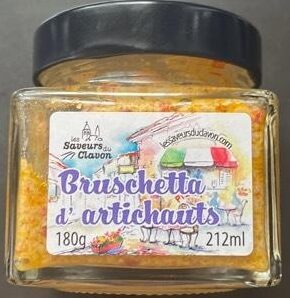 les
Saveurs du
Clavon
lessaveursduclavon.com
Bruschetta
d'artichauts
180g
212ml